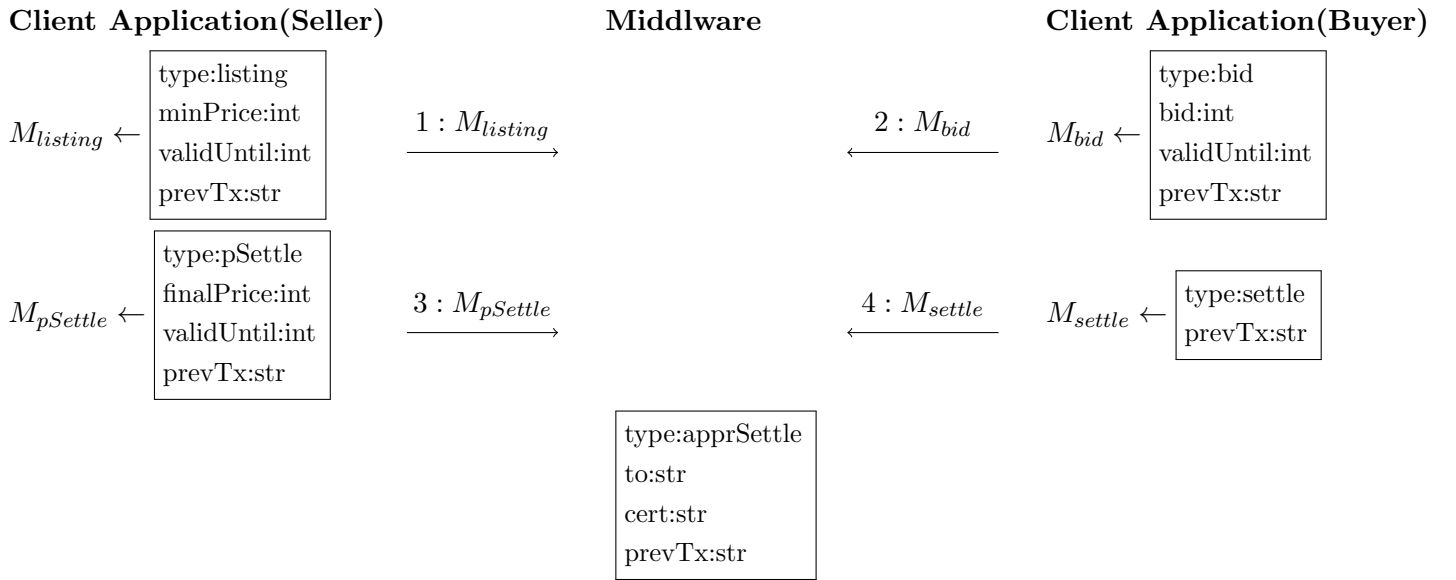 Client Application(Seller) Middlware Client Application(Buyer)
M_listing ←
type:listing
minPrice:int
validUntil:int
prevTx:str
1 : M_listing
2 : M_bid
M_bid ←
type:bid
bid:int
validUntil:int
prevTx:str
M_pSettle ←
type:pSettle
finalPrice:int
validUntil:int
prevTx:str
3 : M_pSettle
4 : M_settle
M_settle ←
type:settle
prevTx:str
type:apprSettle
to:str
cert:str
prevTx:str